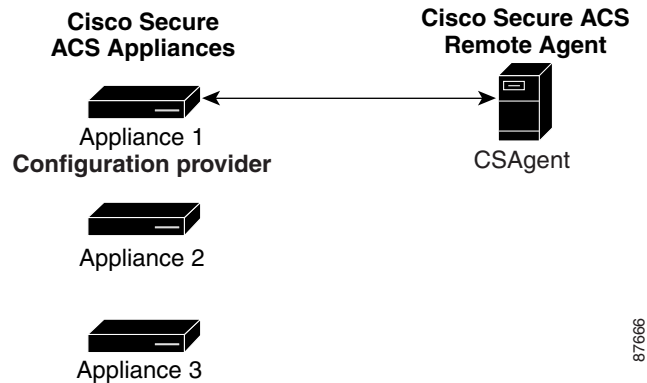 Cisco Secure
ACS Appliances
Cisco Secure ACS
Remote Agent
Appliance 1
Configuration provider
CSAgent
Appliance 2
Appliance 3
87666